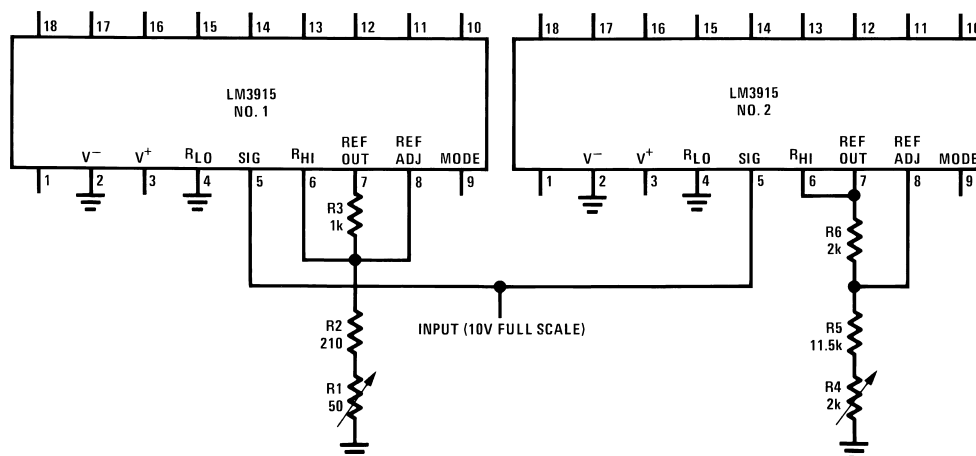 18 17 16 15 14 13 12 11 10
18 17 16 15 14 13 12 11 10
LM3915
NO. 1
LM3915
NO. 2
V− V+ RLO SIG RHI REF OUT REF ADJ MODE
V− V+ RLO SIG RHI REF OUT REF ADJ MODE
1 2 3 4 5 6 7 8 9
1 2 3 4 5 6 7 8 9
R3
1k
R6
2k
INPUT (10V FULL SCALE)
R2
210
R5
11.5k
R1
50
R4
2k